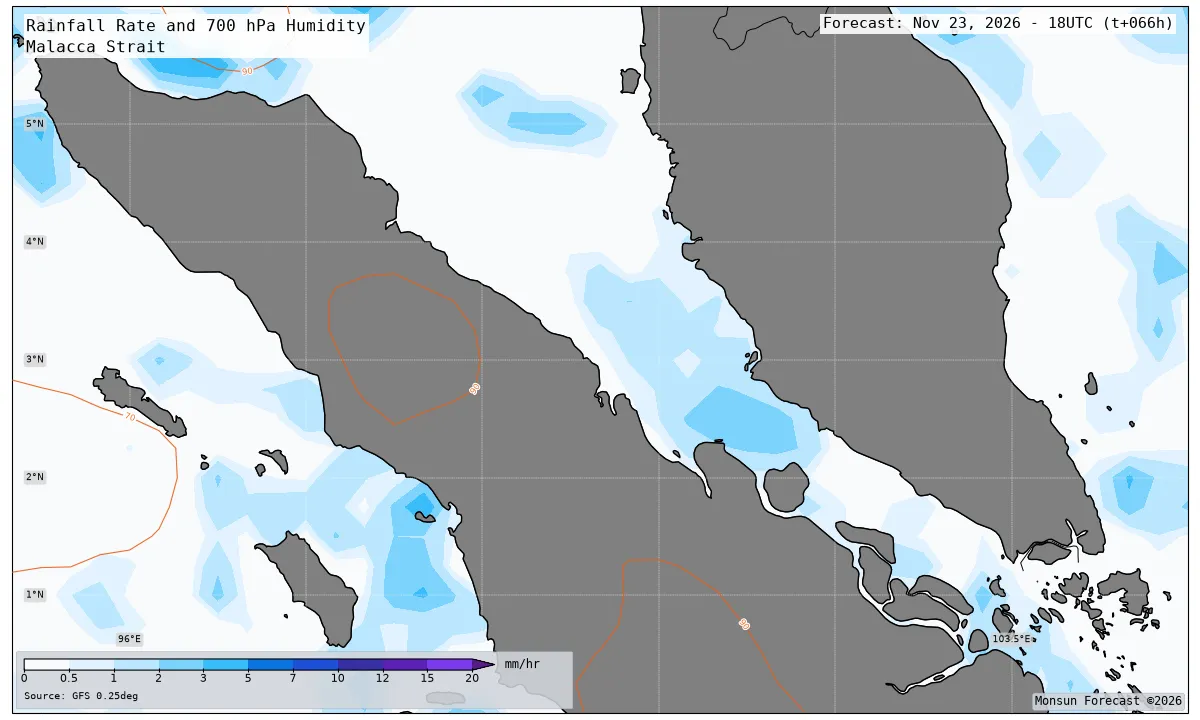 Rainfall Rate and 700 hPa Humidity
Malacca Strait
Forecast: Nov 23, 2026 - 18UTC (t+066h)
90
5°N
4°N
3°N
90
70
2°N
1°N
80
96°E
103.5°E
mm/hr
0 0.5 1 2 3 5 7 10 12 15 20
Source: GFS 0.25deg
Monsun Forecast ©2026